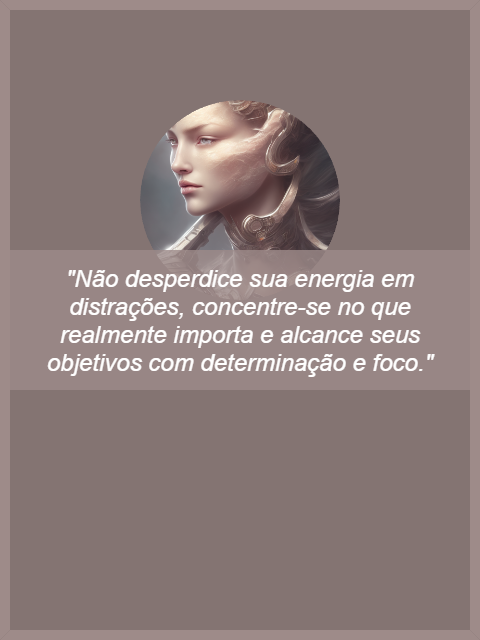 "Não desperdice sua energia em
distrações, concentre-se no que
realmente importa e alcance seus
objetivos com determinação e foco."